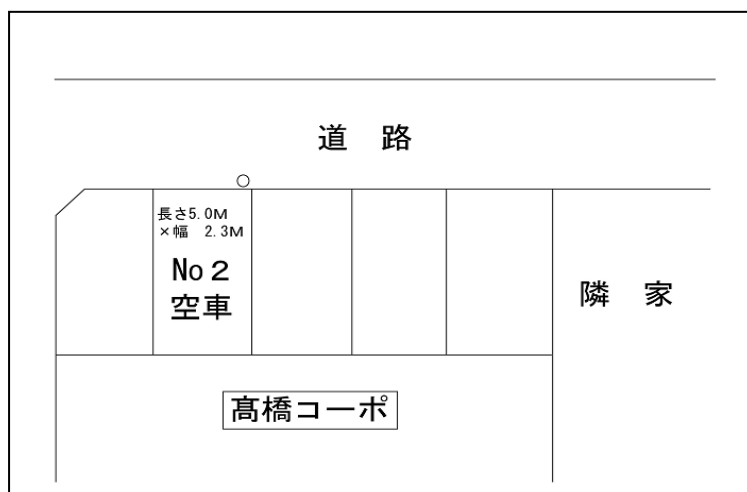 道　路
長さ5.0M
×幅　2.3M
No２
空車
隣　家
髙橋コーポ